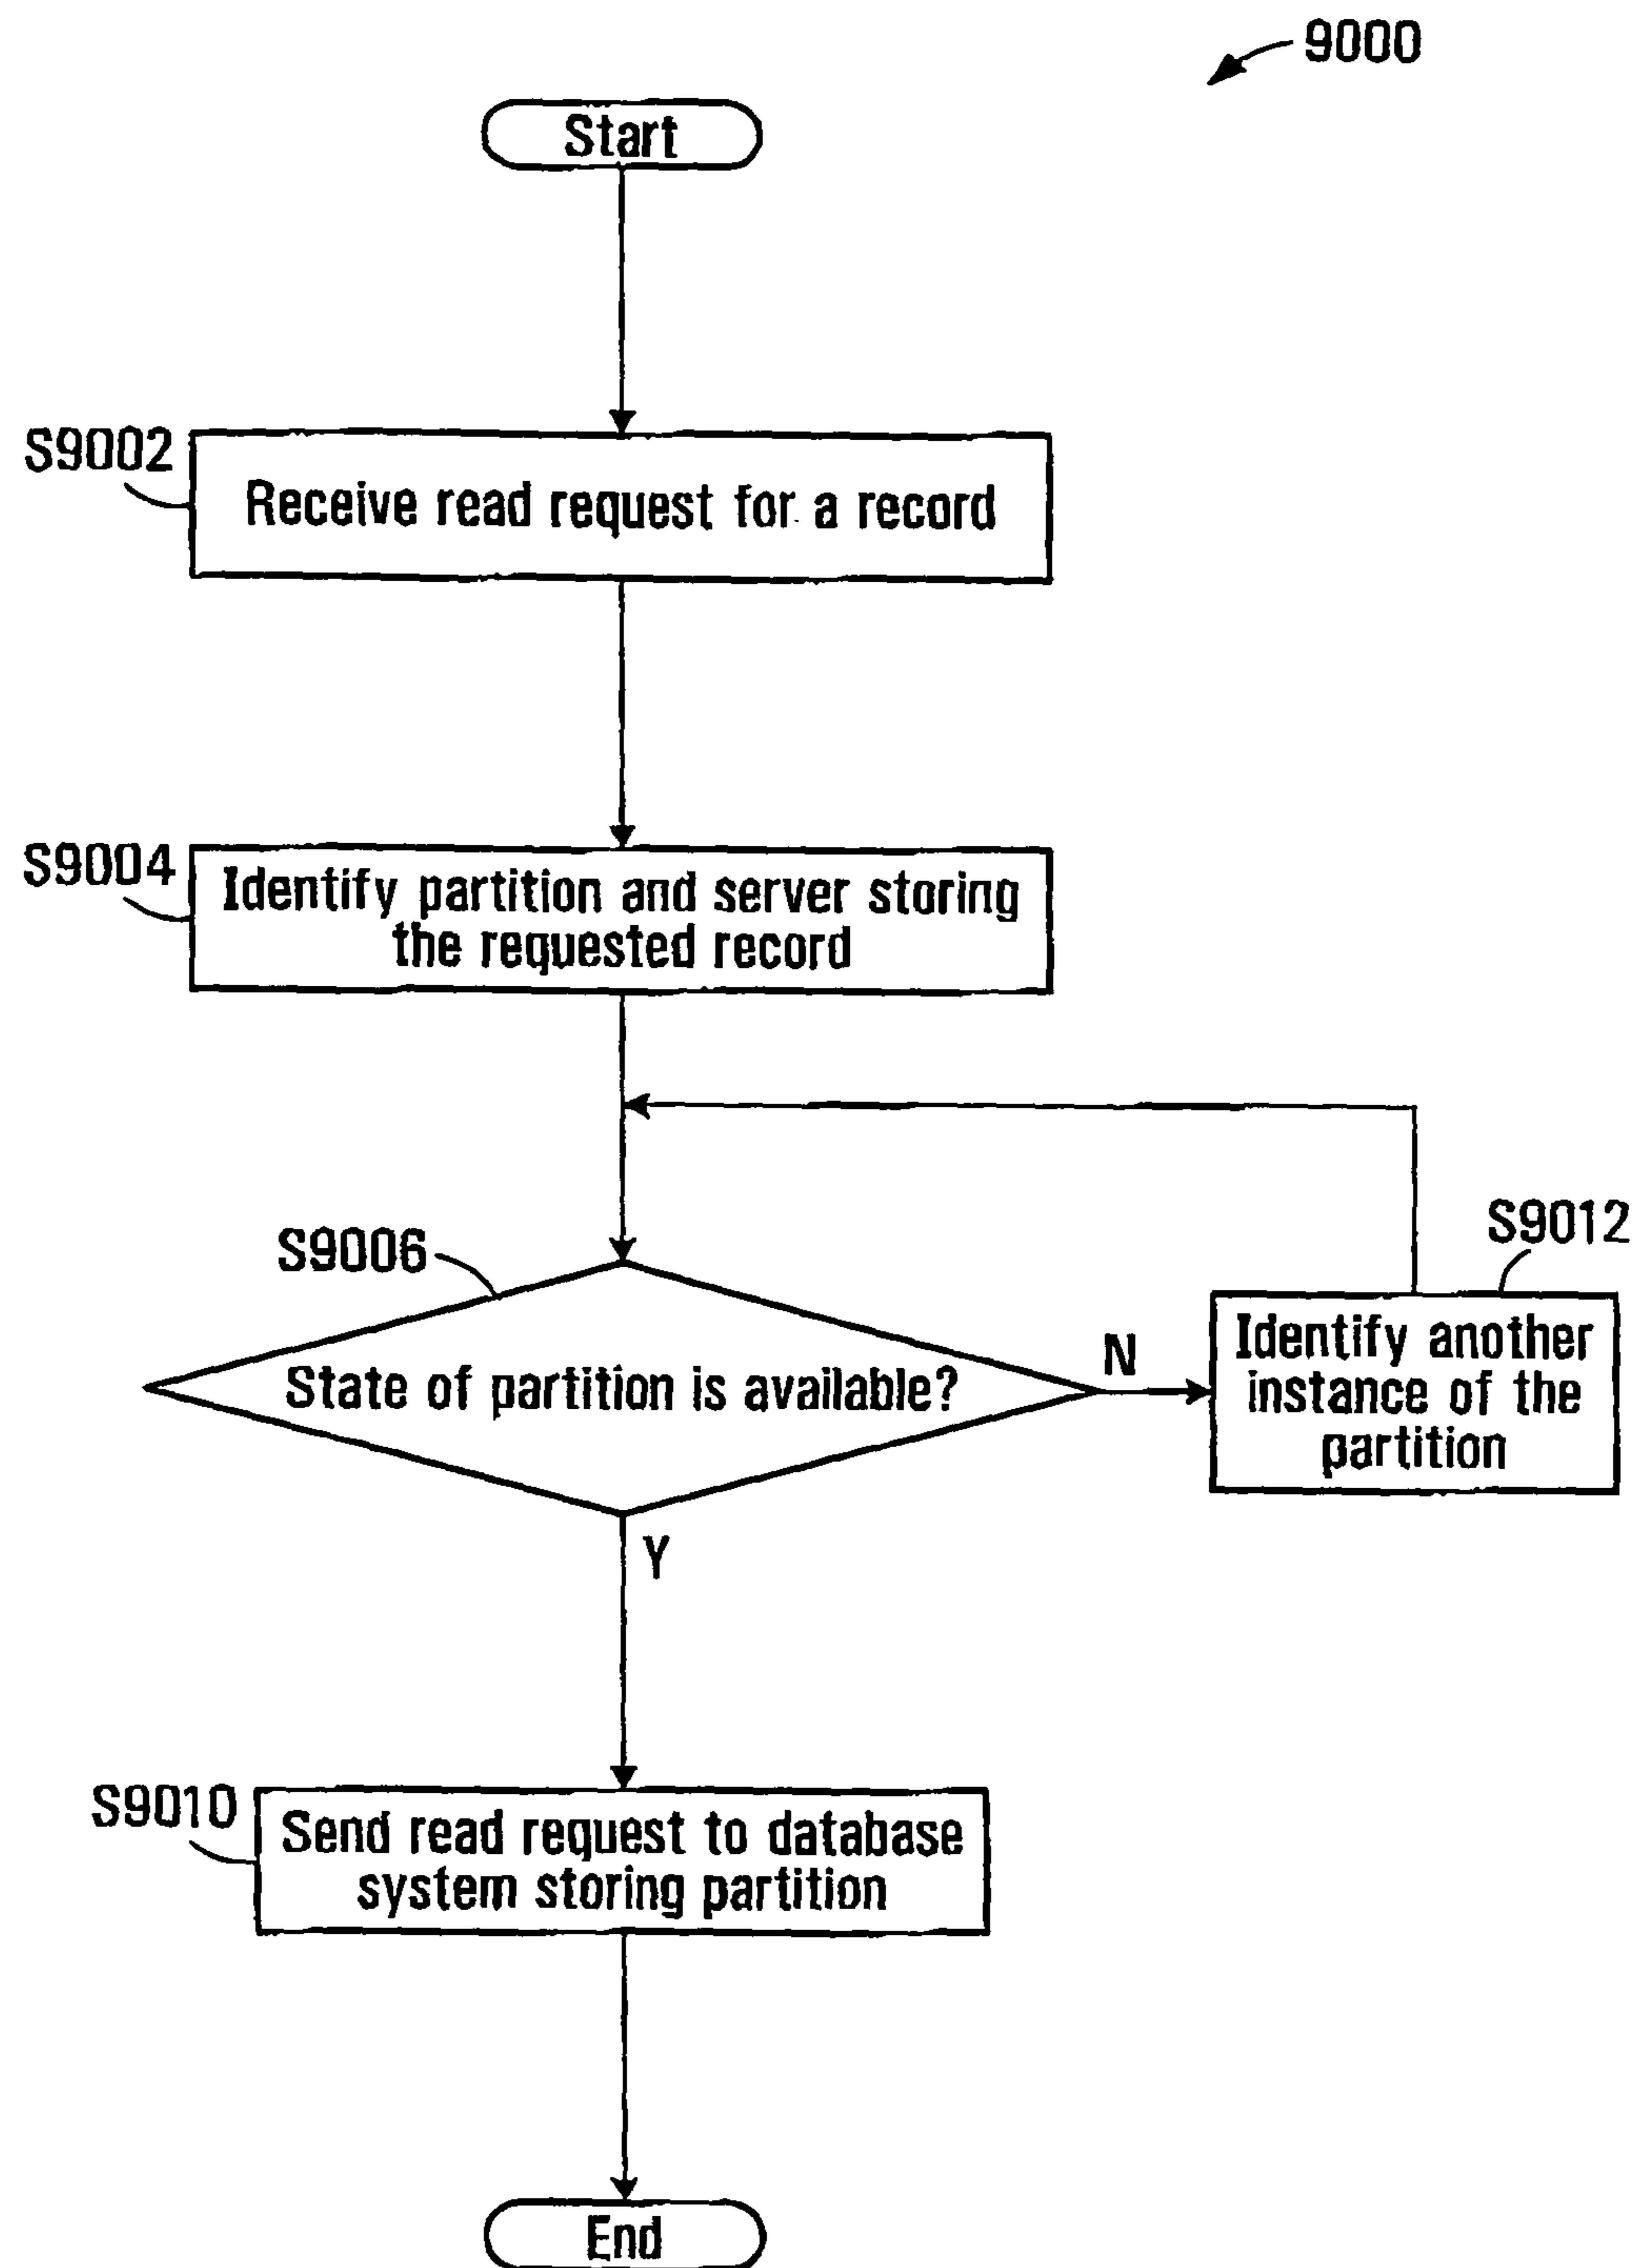 9000
Start
S9002
Receive read request for a record
S9004
Identify partition and server storing
the requested record
S9006
State of partition is available?
N
S9012
Identify another
instance of the
partition
Y
S9010
Send read request to database
system storing partition
End